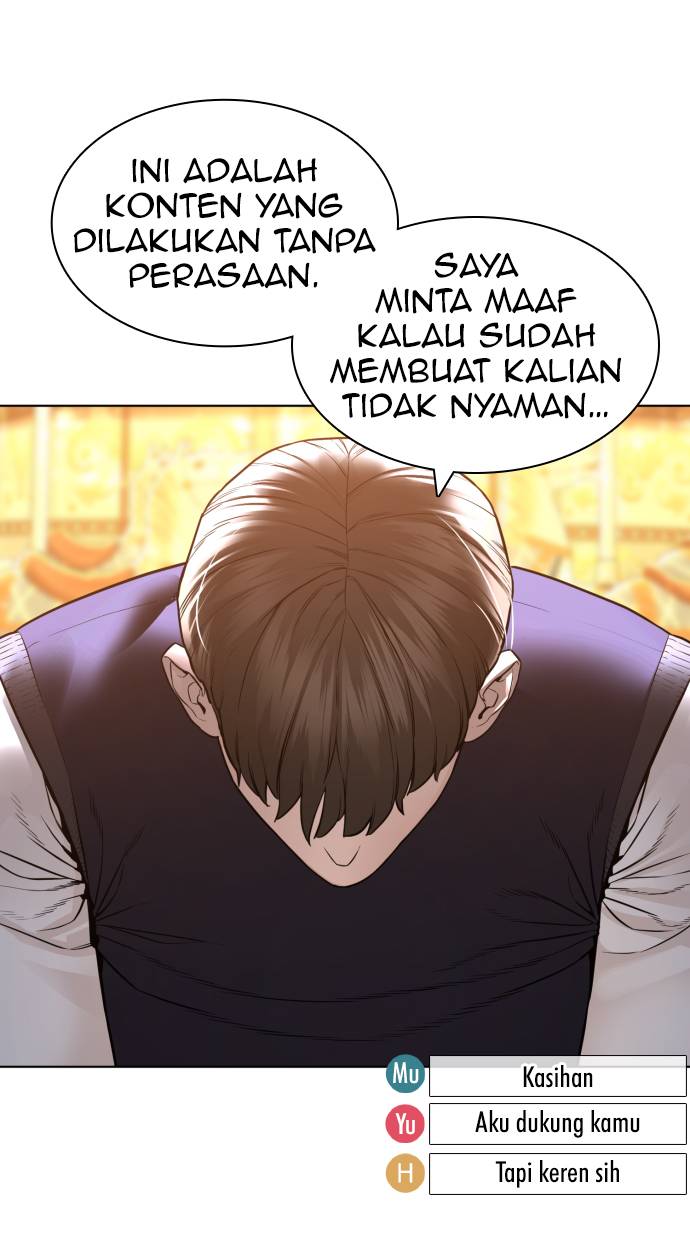 INI ADALAH
KONTEN YANG
DILAKUKAN TANPA
PERASAAN.
SAYA
MINTA MAAF
KALAU SUDAH
MEMBUAT KALIAN
TIDAK NYAMAN...
Mu Kasihan
Yu Aku dukung kamu
H Tapi keren sih